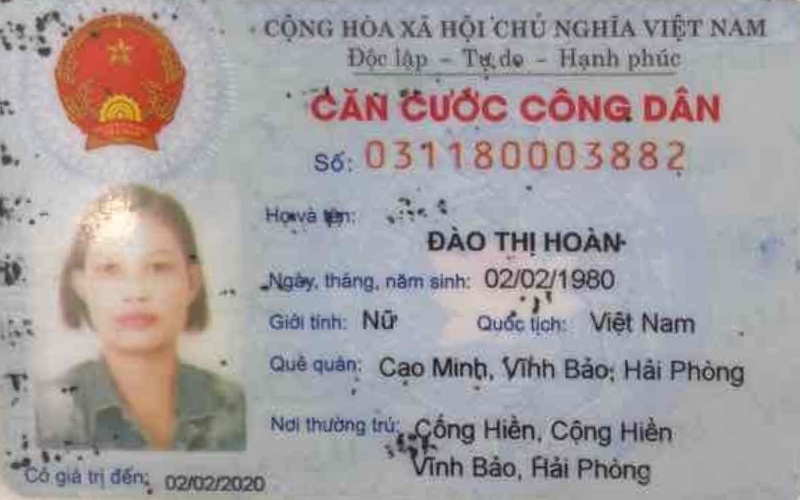 CỘNG HÒA XÃ HỘI CHỦ NGHĨA VIỆT NAM
Độc lập - Tự do - Hạnh phúc
CĂN CƯỚC CÔNG DÂN
Số: 031180003882
Họ và tên:
ĐÀO THỊ HOÀN
Ngày, tháng, năm sinh: 02/02/1980
Giới tính: Nữ Quốc tịch: Việt Nam
Quê quán: Cao Minh, Vĩnh Bảo, Hải Phòng
Nơi thường trú: Cống Hiền, Cộng Hiền
Vĩnh Bảo, Hải Phòng
Có giá trị đến: 02/02/2020